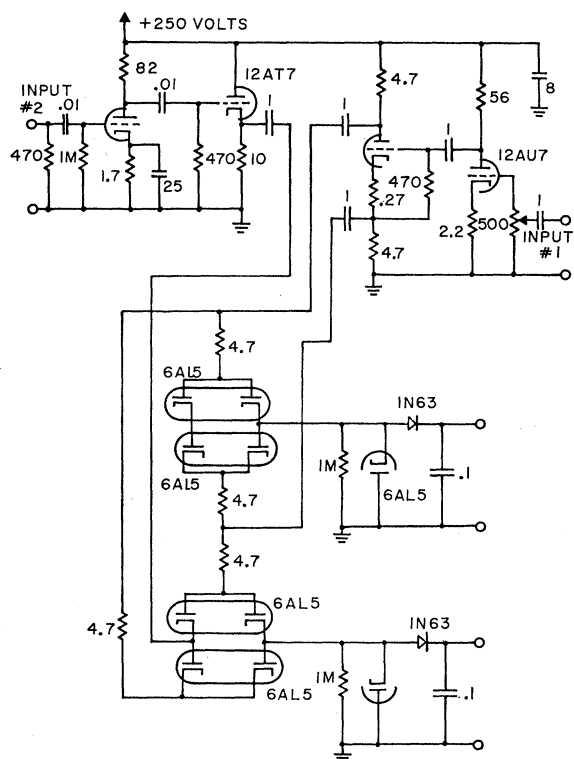 +250 VOLTS
82
12AT7
4.7
56
8
INPUT
#2
.01
.01
1
1
1
12AU7
470
1M
1.7
25
470
10
470
.27
1
2.2
500
1
INPUT
#1
4.7
4.7
6AL5
1N63
6AL5
1M
6AL5
.1
4.7
4.7
6AL5
1N63
4.7
6AL5
1M
.1